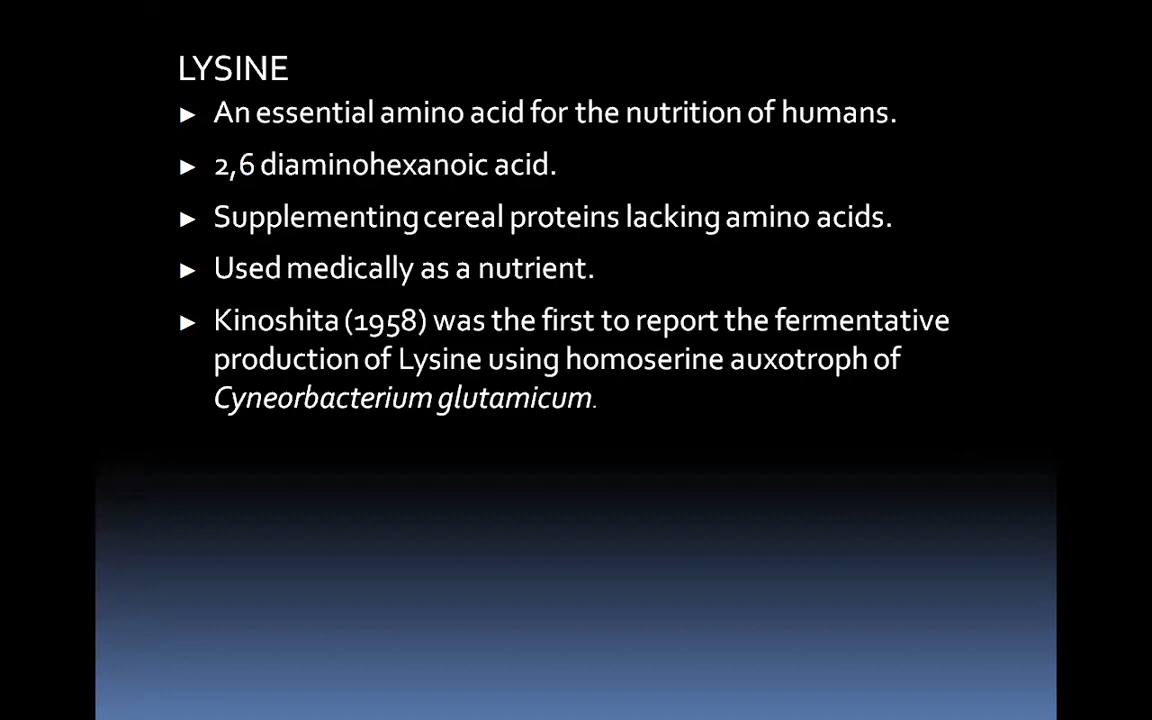 LYSINE
► An essential amino acid for the nutrition of humans.
► 2,6 diaminohexanoic acid.
► Supplementing cereal proteins lacking amino acids.
► Used medically as a nutrient.
► Kinoshita (1958) was the first to report the fermentative
production of Lysine using homoserine auxotroph of
Cyneorbacterium glutamicum.